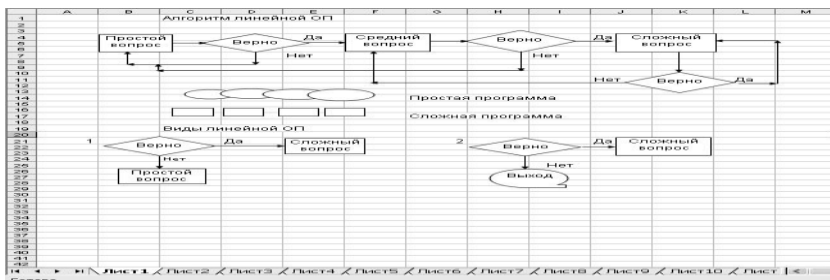 A B C D E F G H I J K L M
1 Алгоритм линейной ОП
Простой вопрос
Верно
Да
Средний вопрос
Верно
Да
Сложный вопрос
Нет
Нет
Нет
Верно
Да
Простая программа
Сложная программа
Виды линейной ОП
1
Верно
Да
Сложный вопрос
2
Верно
Да
Сложный вопрос
Нет
Нет
Простой вопрос
Выход
Лист1 Лист2 Лист3 Лист4 Лист5 Лист6 Лист7 Лист8 Лист9 Лист10 Лист